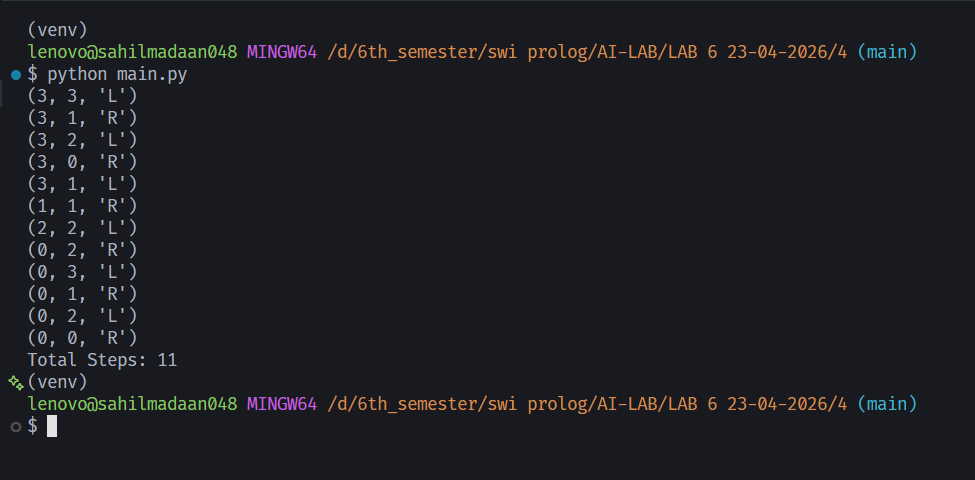 (venv)
lenovo@sahilmadaan048 MINGW64 /d/6th_semester/swi prolog/AI-LAB/LAB 6 23-04-2026/4 (main)
$ python main.py
(3, 3, 'L')
(3, 1, 'R')
(3, 2, 'L')
(3, 0, 'R')
(3, 1, 'L')
(1, 1, 'R')
(2, 2, 'L')
(0, 2, 'R')
(0, 3, 'L')
(0, 1, 'R')
(0, 2, 'L')
(0, 0, 'R')
Total Steps: 11
(venv)
lenovo@sahilmadaan048 MINGW64 /d/6th_semester/swi prolog/AI-LAB/LAB 6 23-04-2026/4 (main)
$